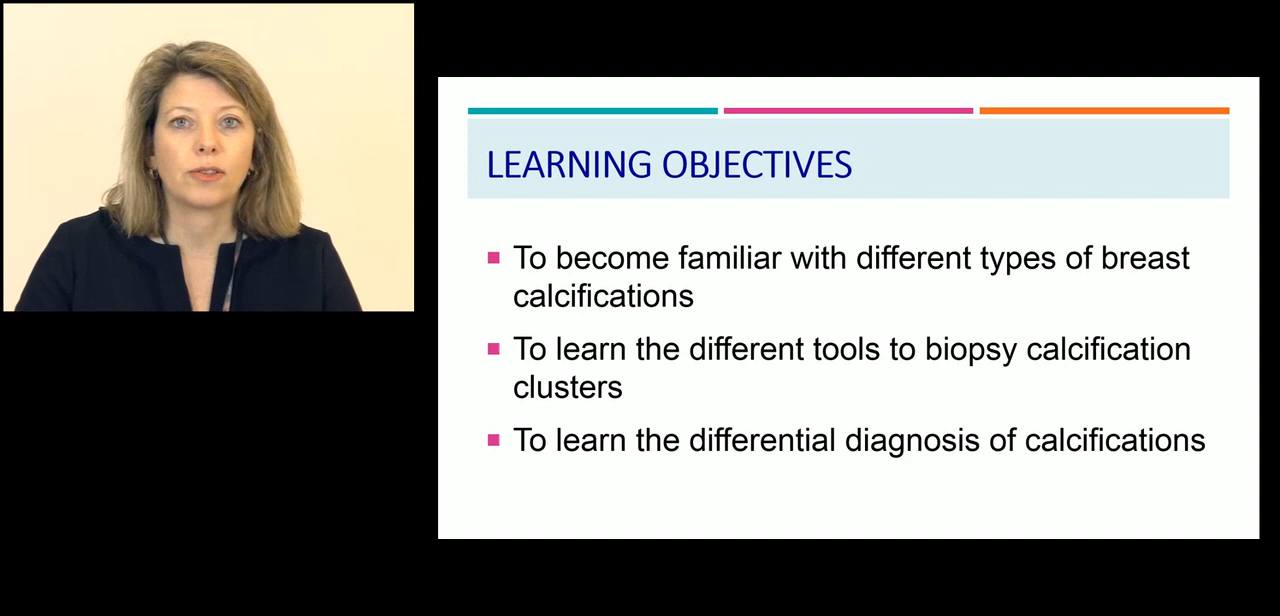 LEARNING OBJECTIVES
To become familiar with different types of breast
calcifications
To learn the different tools to biopsy calcification
clusters
To learn the differential diagnosis of calcifications